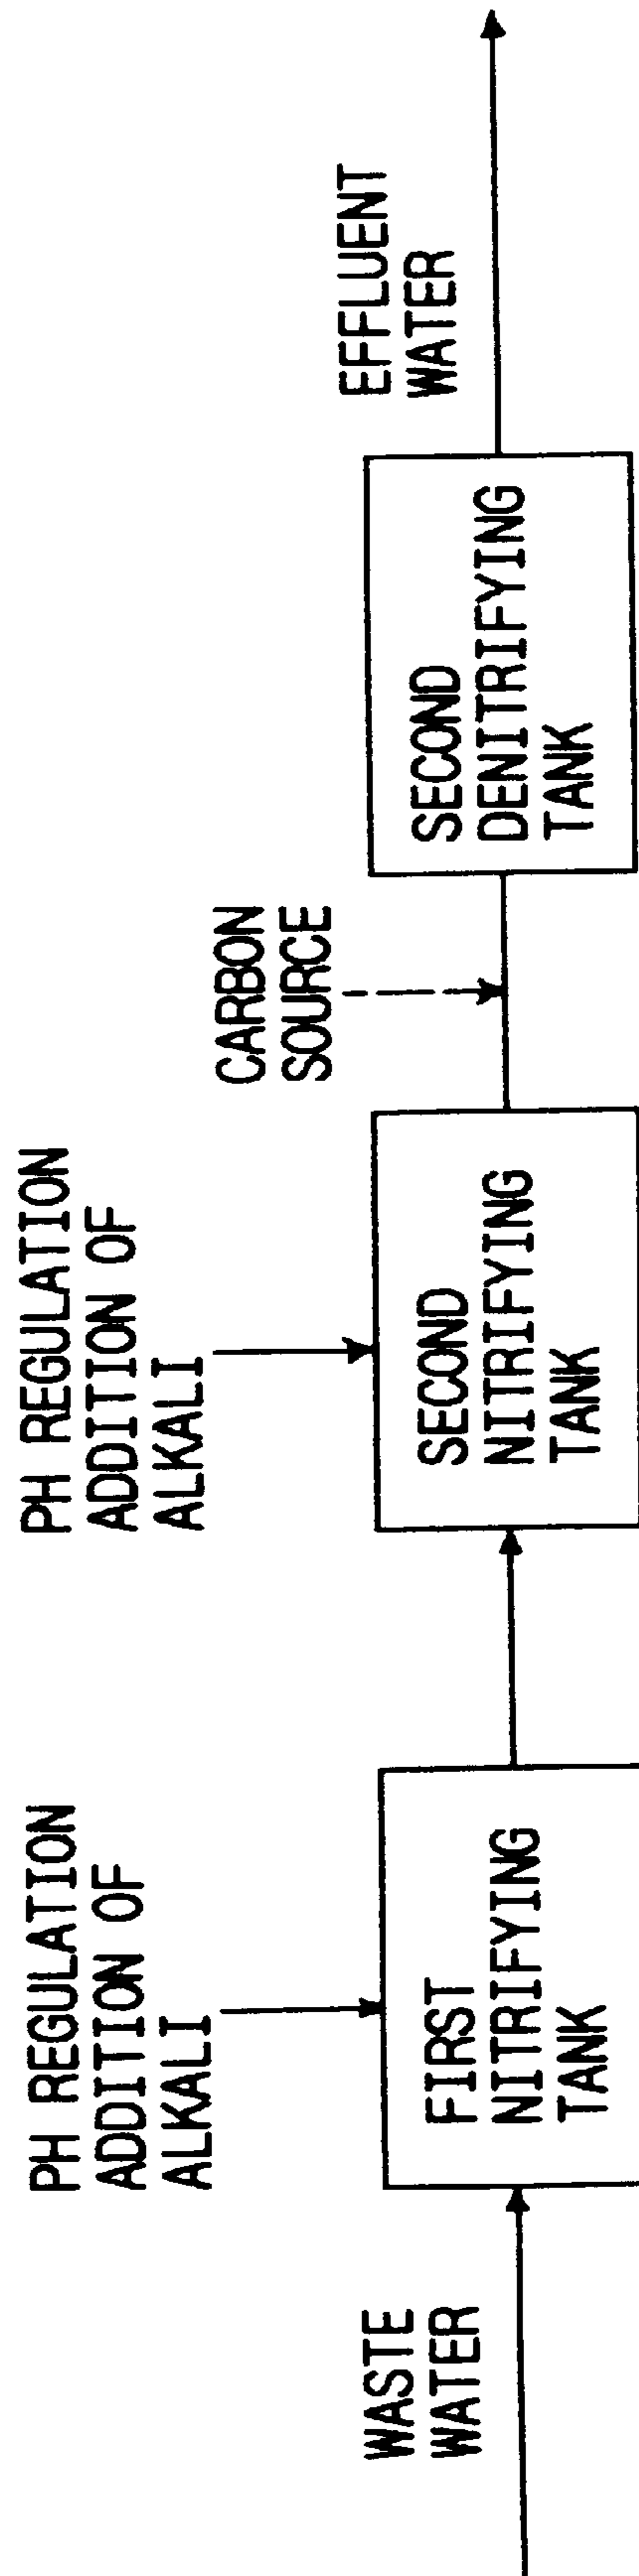 WASTE
WATER
PH REGULATION
ADDITION OF
ALKALI
FIRST
NITRIFYING
TANK
PH REGULATION
ADDITION OF
ALKALI
SECOND
NITRIFYING
TANK
CARBON
SOURCE
SECOND
DENITRIFYING
TANK
EFFLUENT
WATER